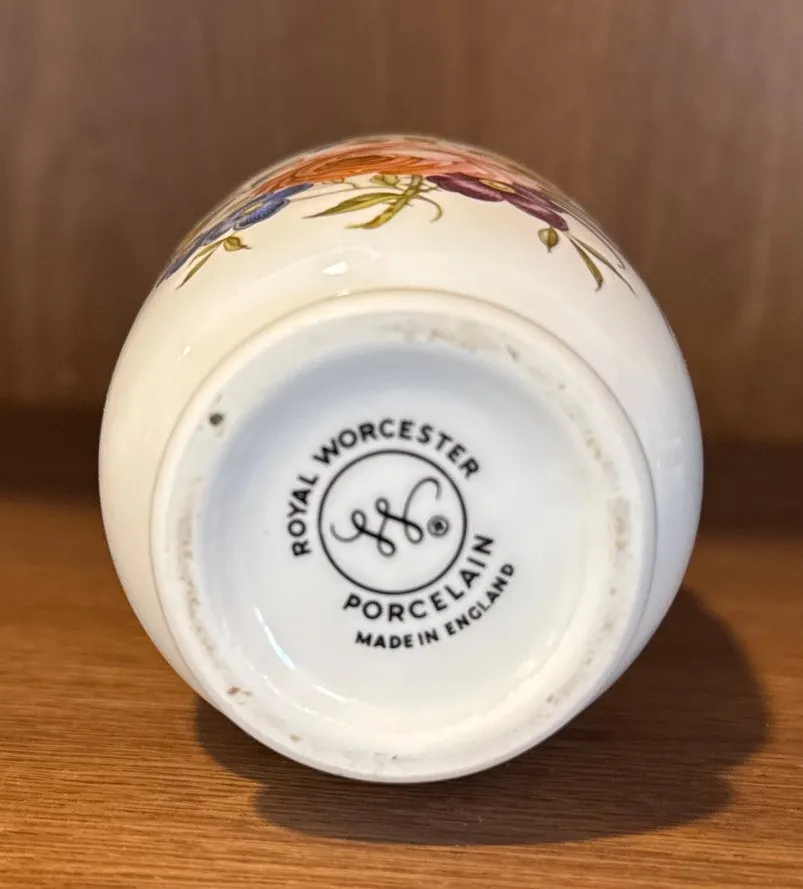 ROYAL WORCESTER
W ®
PORCELAIN
MADE IN ENGLAND